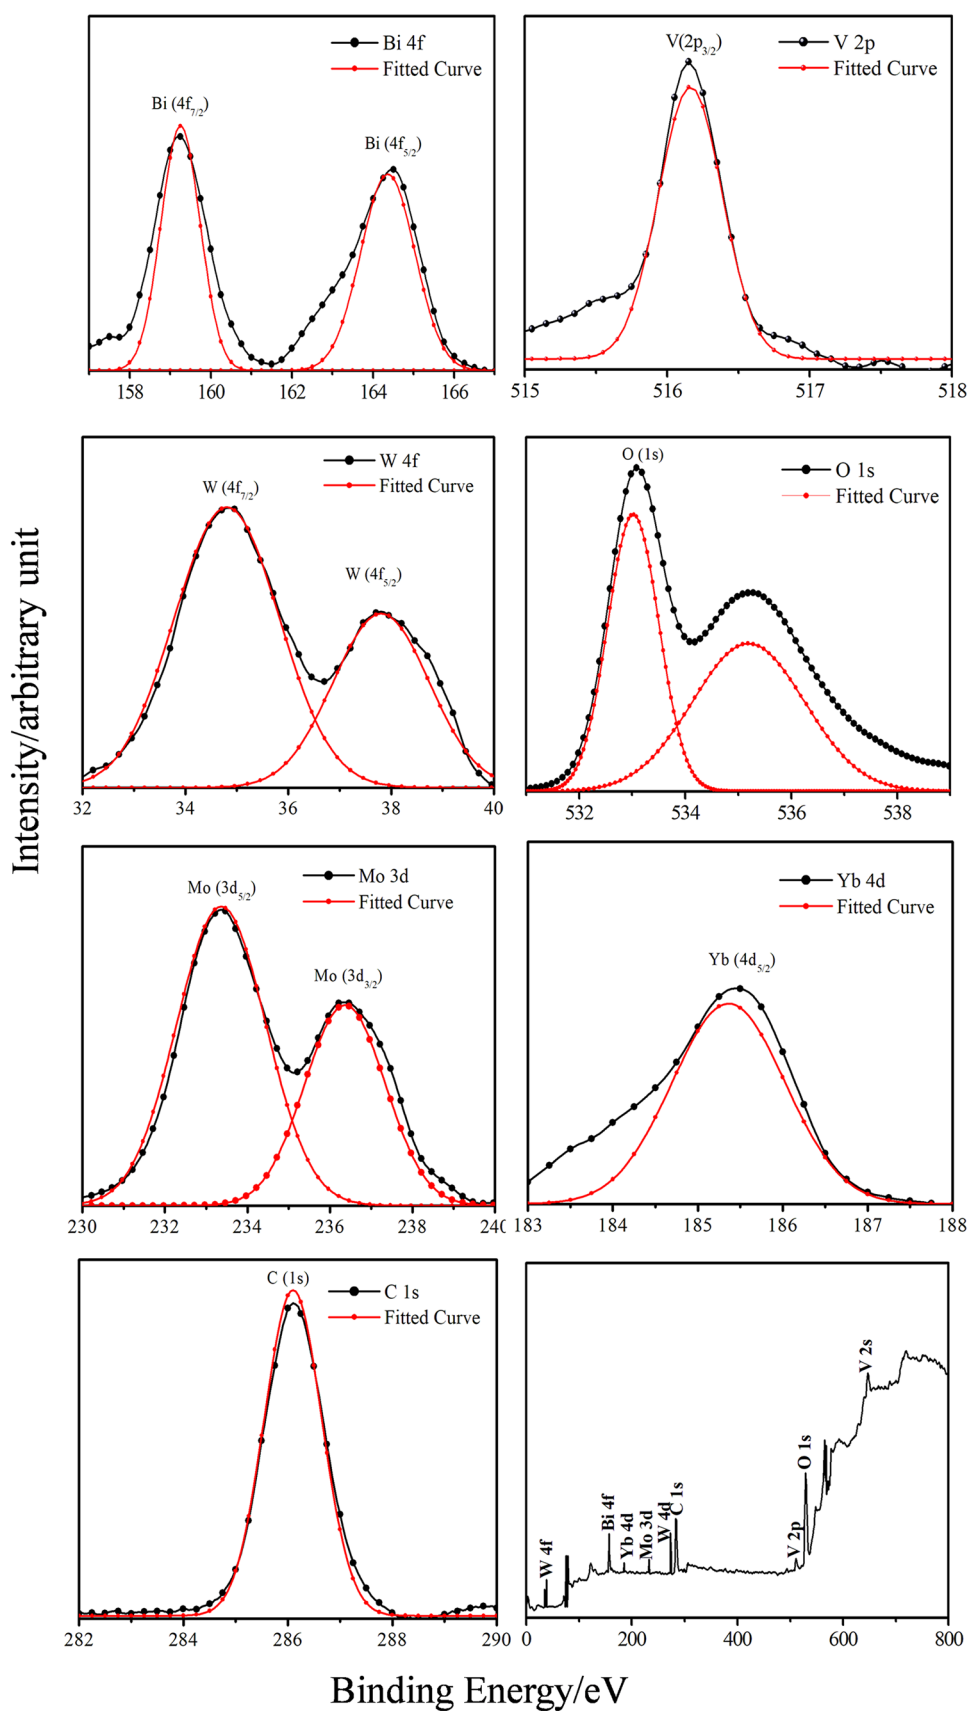 Bi 4f
Fitted Curve
Bi (4f7/2)
Bi (4f5/2)
158 160 162 164 166
V 2p
Fitted Curve
V(2p3/2)
515 516 517 518
W 4f
Fitted Curve
W (4f7/2)
W (4f5/2)
32 34 36 38 40
O 1s
Fitted Curve
O (1s)
532 534 536 538
Mo 3d
Fitted Curve
Mo (3d5/2)
Mo (3d3/2)
230 232 234 236 238 240
Yb 4d
Fitted Curve
Yb (4d5/2)
183 184 185 186 187 188
C 1s
Fitted Curve
C (1s)
282 284 286 288 290
W 4f
Bi 4f
Yb 4d
Mo 3d
W 4d
C 1s
V 2p
O 1s
V 2s
0 200 400 600 800
Intensity/arbitrary unit
Binding Energy/eV